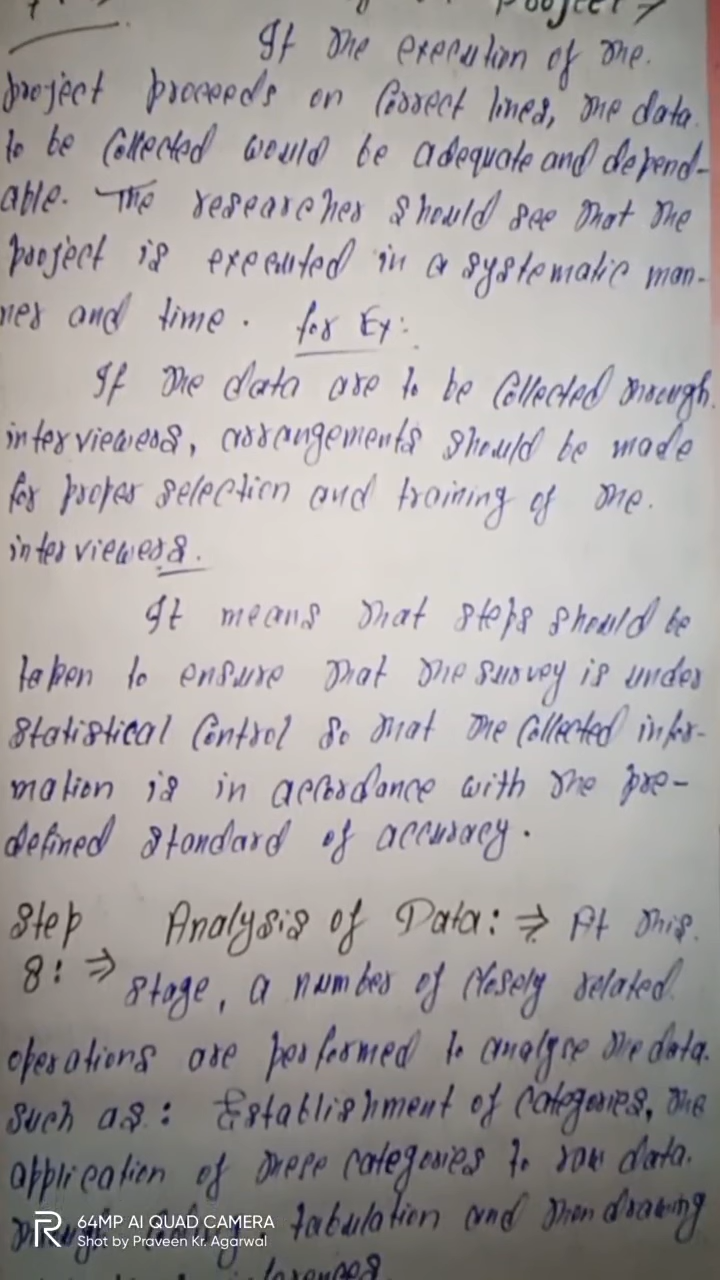 Project →
If the execution of the.
project proceeds on Correct lines, the data.
to be Collected would be adequate and depend-
able. The researcher should see that the
project is executed in a systematic man-
ner and time. for Ex:
If the data are to be Collected through.
interviewers, arrangements should be made
for proper selection and training of the.
interviewers.
It means that steps should be
taken to ensure that the survey is under
Statistical Control so that the Collected infor-
mation is in accordance with the pre-
defined standard of accuracy.
Step Analysis of Data: ⇒ At this.
8: ⇒ stage, a number of closely related.
operations are performed to analyse the data.
such as: Establishment of categories, the
application of these categories to raw data.
through tabulation and then drawing
64MP AI QUAD CAMERA
Shot by Praveen Kr. Agarwal
inferences.